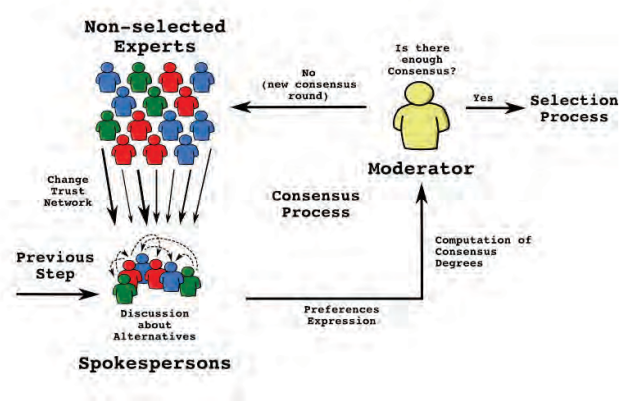 Non-selected
Experts
Is there
enough
Consensus?
No
(new consensus
round)
Yes
Selection
Process
Moderator
Change
Trust
Network
Consensus
Process
Computation of
Consensus
Degrees
Previous
Step
Discussion
about
Alternatives
Preferences
Expression
Spokespersons